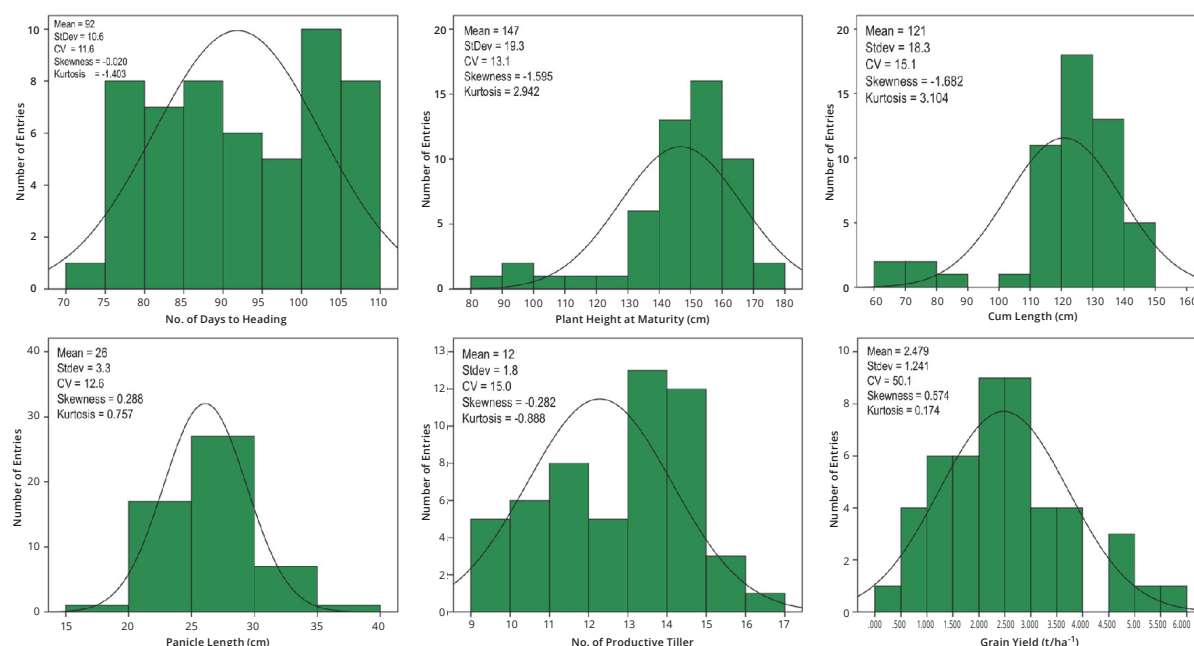 Mean = 92
StDev = 10.6
CV = 11.6
Skewness = -0.020
Kurtosis = -1.403
Number of Entries
10
8
6
4
2
0
70 75 80 85 90 95 100 105 110
No. of Days to Heading
Mean = 147
StDev = 19.3
CV = 13.1
Skewness = -1.595
Kurtosis = 2.942
Number of Entries
20
15
10
5
0
80 90 100 110 120 130 140 150 160 170 180
Plant Height at Maturity (cm)
Mean = 121
Stdev = 18.3
CV = 15.1
Skewness = -1.682
Kurtosis = 3.104
Number of Entries
20
15
10
5
0
60 70 80 90 100 110 120 130 140 150 160
Cum Length (cm)
Mean = 26
Stdev = 3.3
CV = 12.6
Skewness = 0.288
Kurtosis = 0.757
Number of Entries
40
30
20
10
0
15 20 25 30 35 40
Panicle Length (cm)
Mean = 12
Stdev = 1.8
CV = 15.0
Skewness = -0.282
Kurtosis = -0.888
Number of Entries
13
12
10
8
6
4
2
0
9 10 11 12 13 14 15 16 17
No. of Productive Tiller
Mean = 2.479
Stdev = 1.241
CV = 50.1
Skewness = 0.574
Kurtosis = 0.174
Number of Entries
10
8
6
4
2
0
.000 .500 1.000 1.500 2.000 2.500 3.000 3.500 4.000 4.500 5.00 5.500 6.000
Grain Yield (t/ha⁻¹)